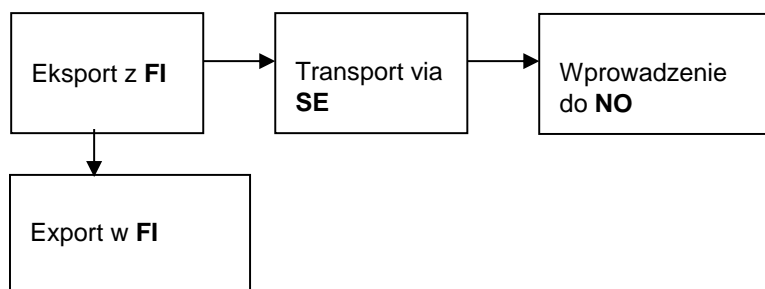 Eksport z FI
Transport via
SE
Wprowadzenie
do NO
Export w FI